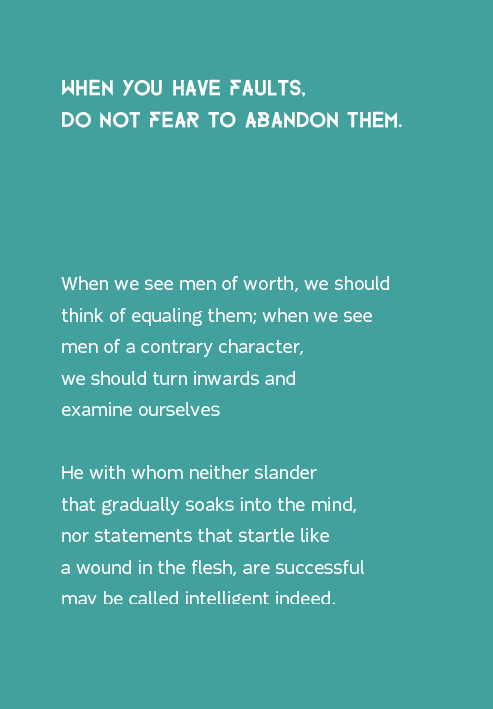 WHEN YOU HAVE FAULTS,
DO NOT FEAR TO ABANDON THEM.
When we see men of worth, we should
think of equaling them; when we see
men of a contrary character,
we should turn inwards and
examine ourselves
He with whom neither slander
that gradually soaks into the mind,
nor statements that startle like
a wound in the flesh, are successful
may be called intelligent indeed.